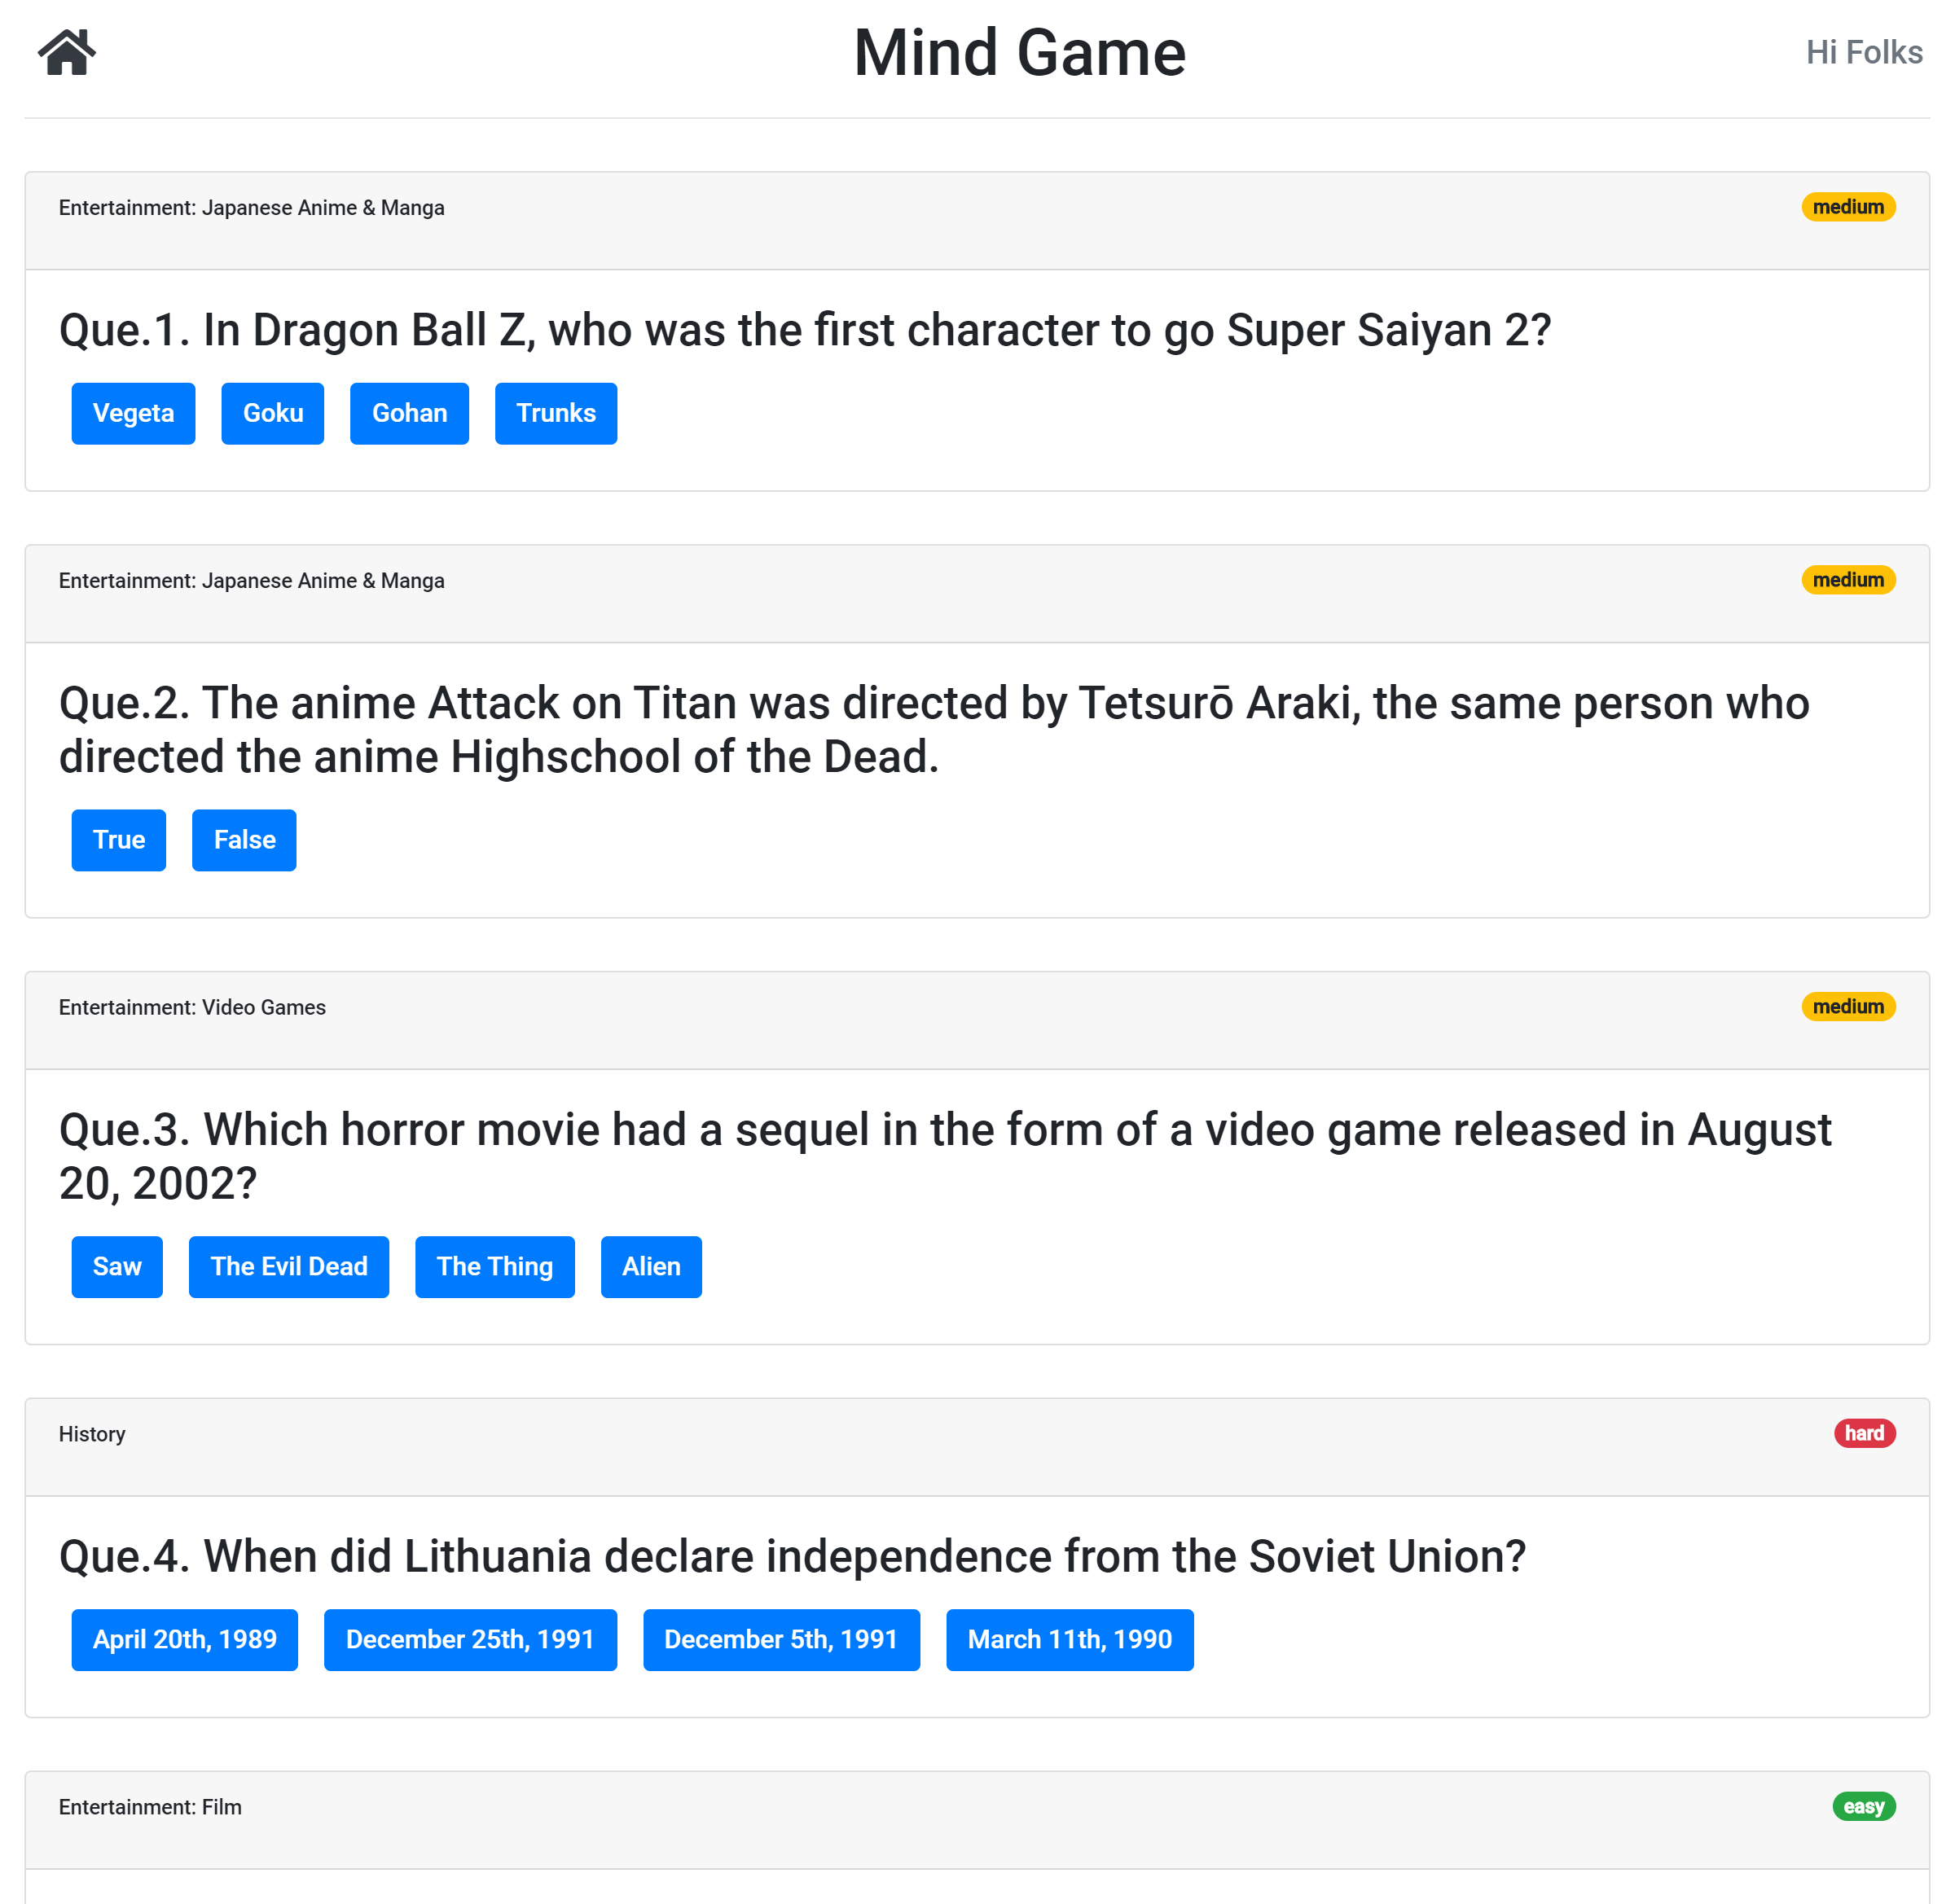 Mind Game
Hi Folks
Entertainment: Japanese Anime & Manga
medium
Que.1. In Dragon Ball Z, who was the first character to go Super Saiyan 2?
Vegeta
Goku
Gohan
Trunks
Entertainment: Japanese Anime & Manga
medium
Que.2. The anime Attack on Titan was directed by Tetsurō Araki, the same person who
directed the anime Highschool of the Dead.
True
False
Entertainment: Video Games
medium
Que.3. Which horror movie had a sequel in the form of a video game released in August
20, 2002?
Saw
The Evil Dead
The Thing
Alien
History
hard
Que.4. When did Lithuania declare independence from the Soviet Union?
April 20th, 1989
December 25th, 1991
December 5th, 1991
March 11th, 1990
Entertainment: Film
easy